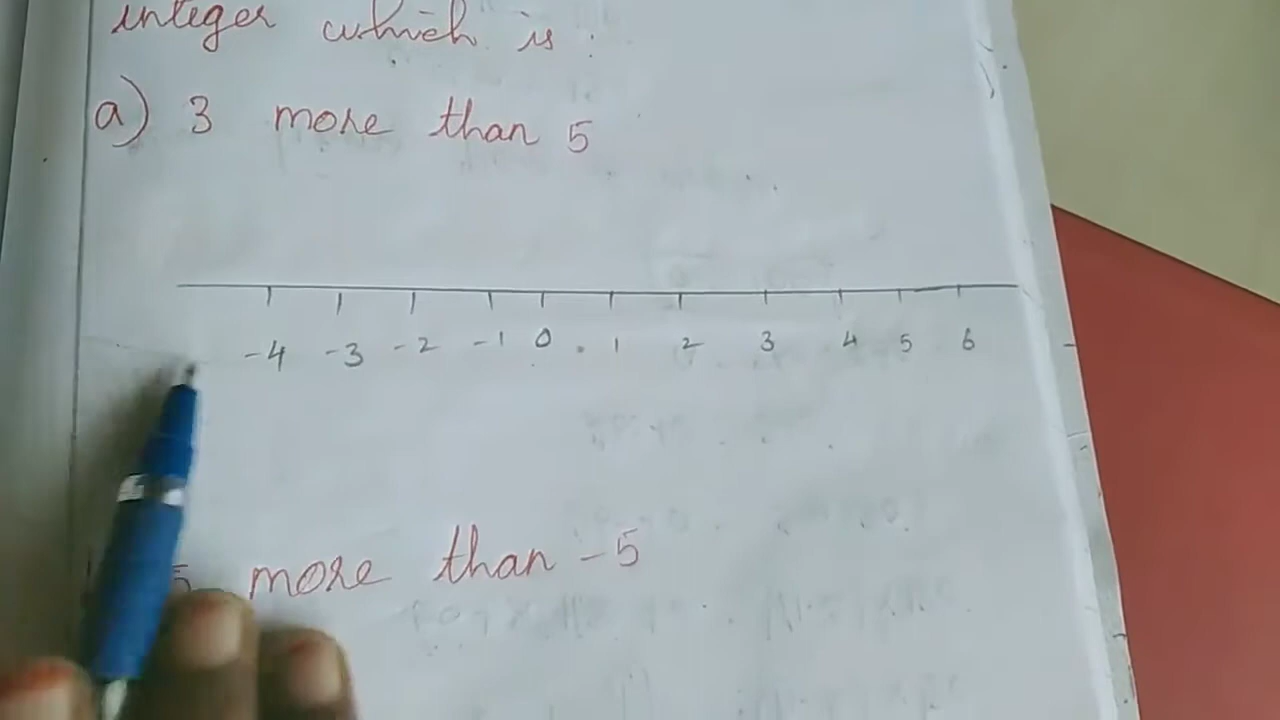 integer which is :
a) 3 more than 5
-4 -3 -2 -1 0 1 2 3 4 5 6
5 more than -5